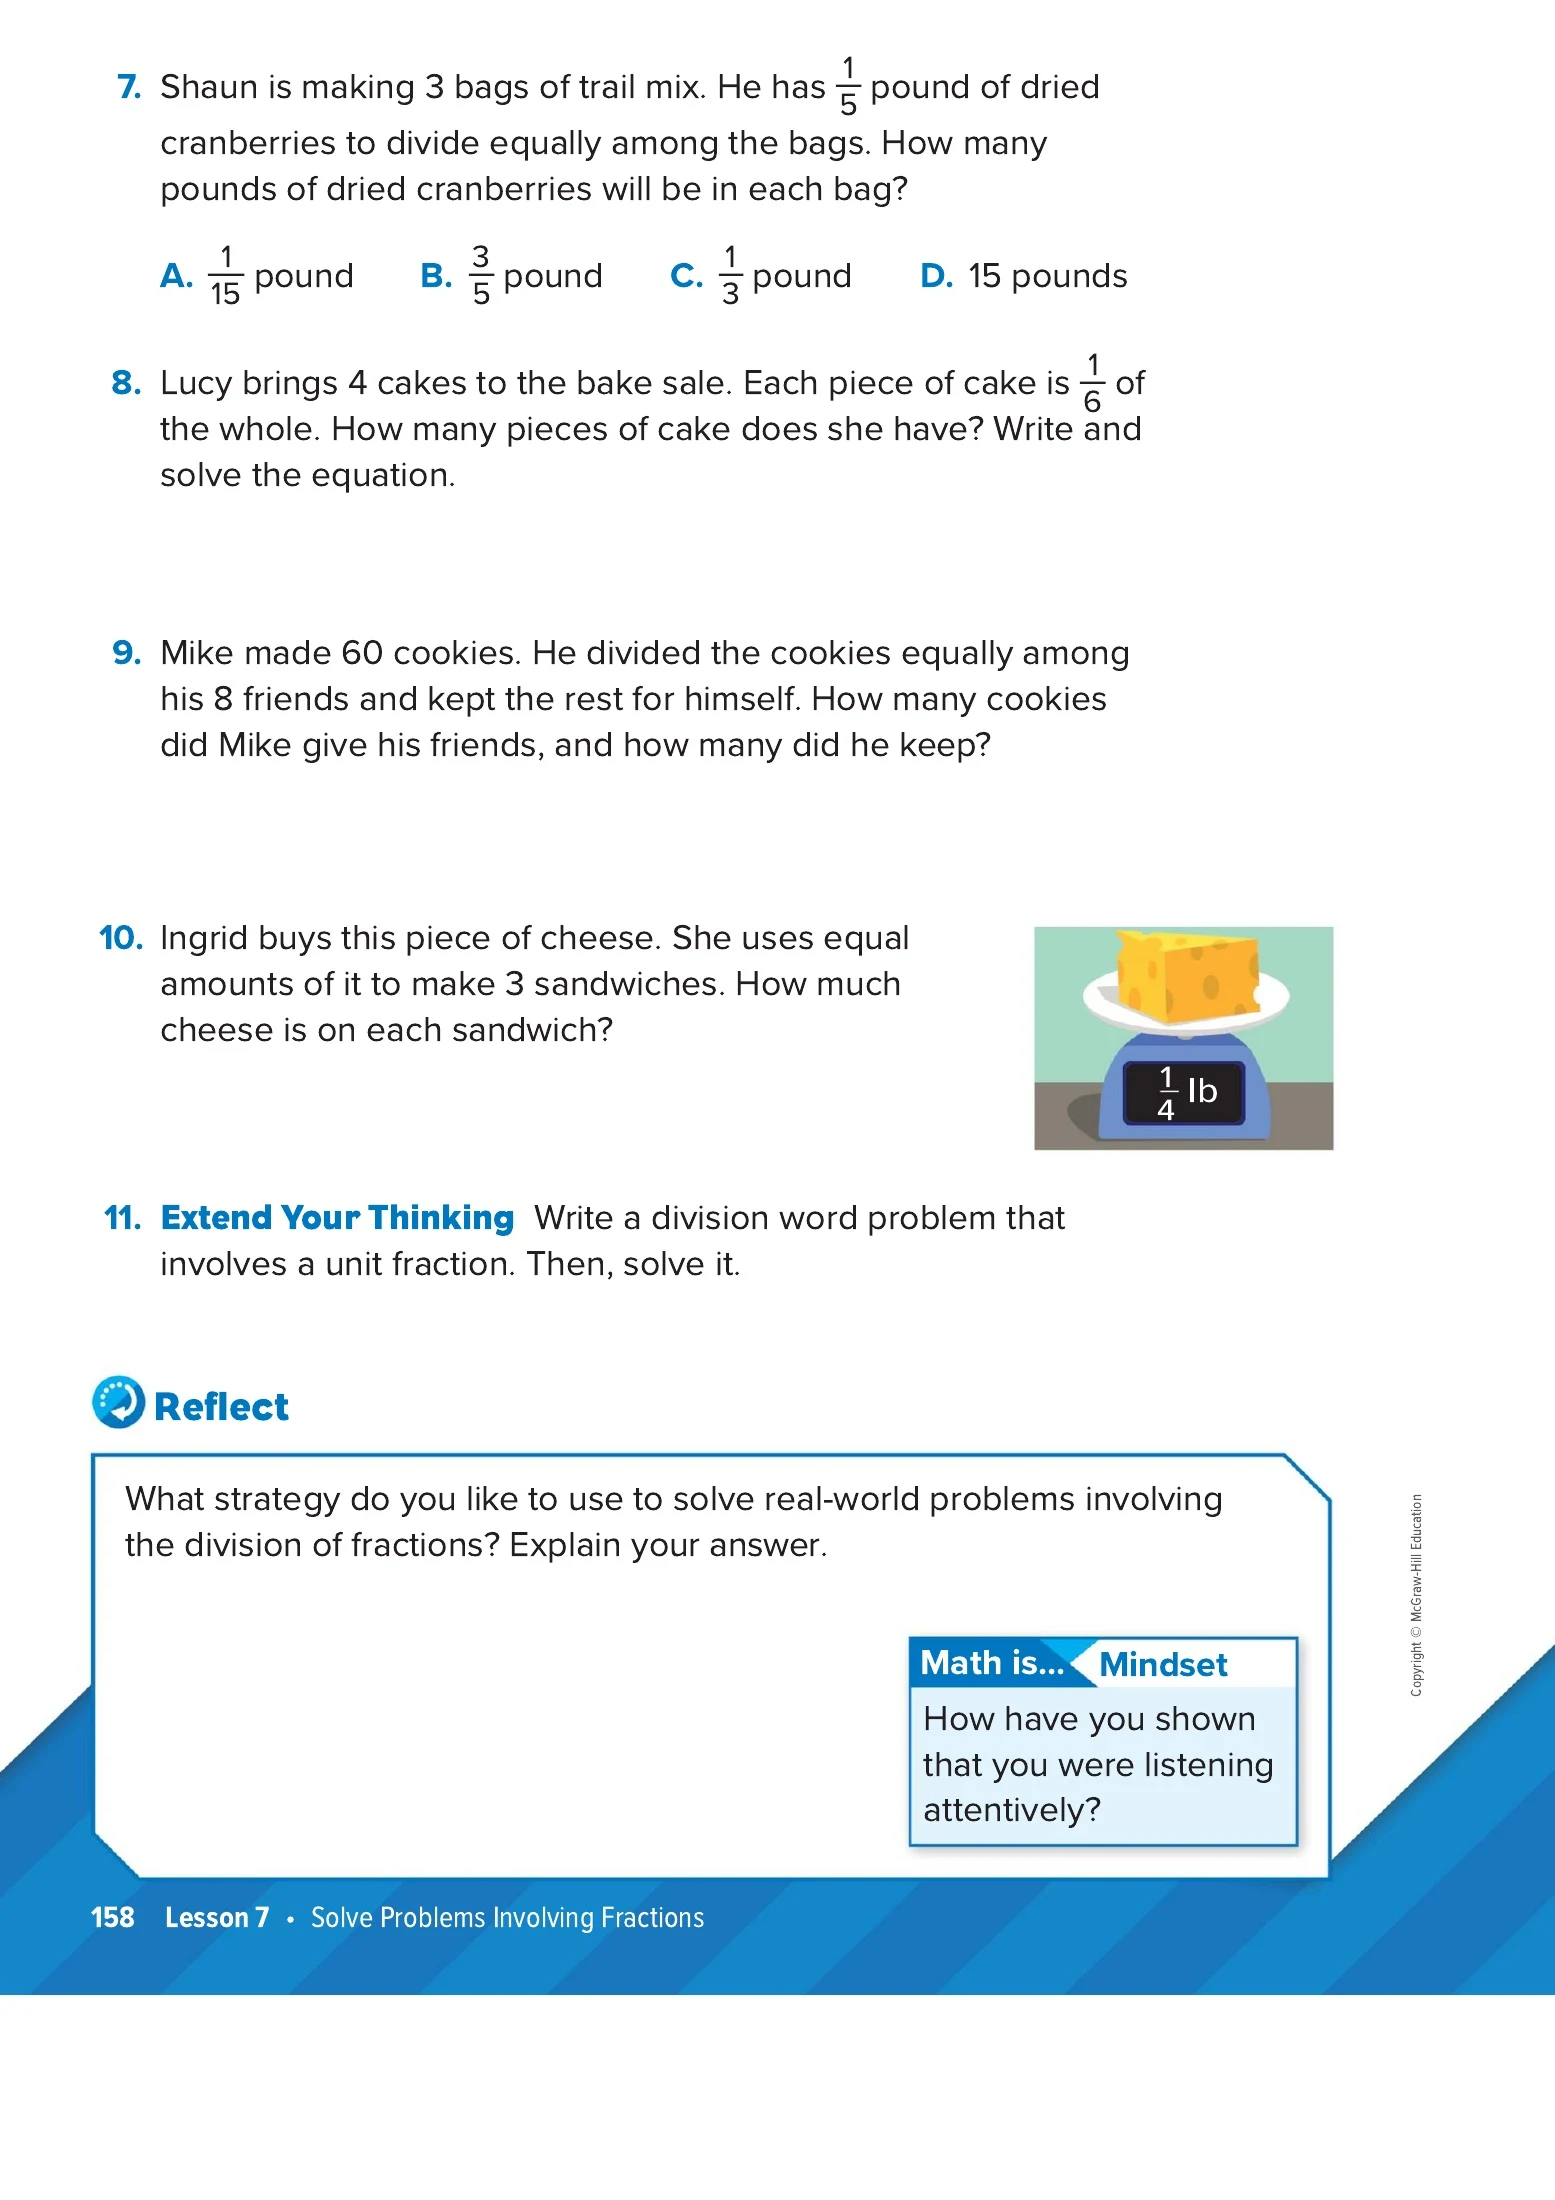 7. Shaun is making 3 bags of trail mix. He has 1/5 pound of dried
cranberries to divide equally among the bags. How many
pounds of dried cranberries will be in each bag?
A. 1/15 pound B. 3/5 pound C. 1/3 pound D. 15 pounds
8. Lucy brings 4 cakes to the bake sale. Each piece of cake is 1/6 of
the whole. How many pieces of cake does she have? Write and
solve the equation.
9. Mike made 60 cookies. He divided the cookies equally among
his 8 friends and kept the rest for himself. How many cookies
did Mike give his friends, and how many did he keep?
10. Ingrid buys this piece of cheese. She uses equal
amounts of it to make 3 sandwiches. How much
cheese is on each sandwich?
1/4 lb
11. Extend Your Thinking Write a division word problem that
involves a unit fraction. Then, solve it.
Reflect
What strategy do you like to use to solve real-world problems involving
the division of fractions? Explain your answer.
Math is... Mindset
How have you shown
that you were listening
attentively?
Copyright © McGraw-Hill Education
158 Lesson 7 • Solve Problems Involving Fractions